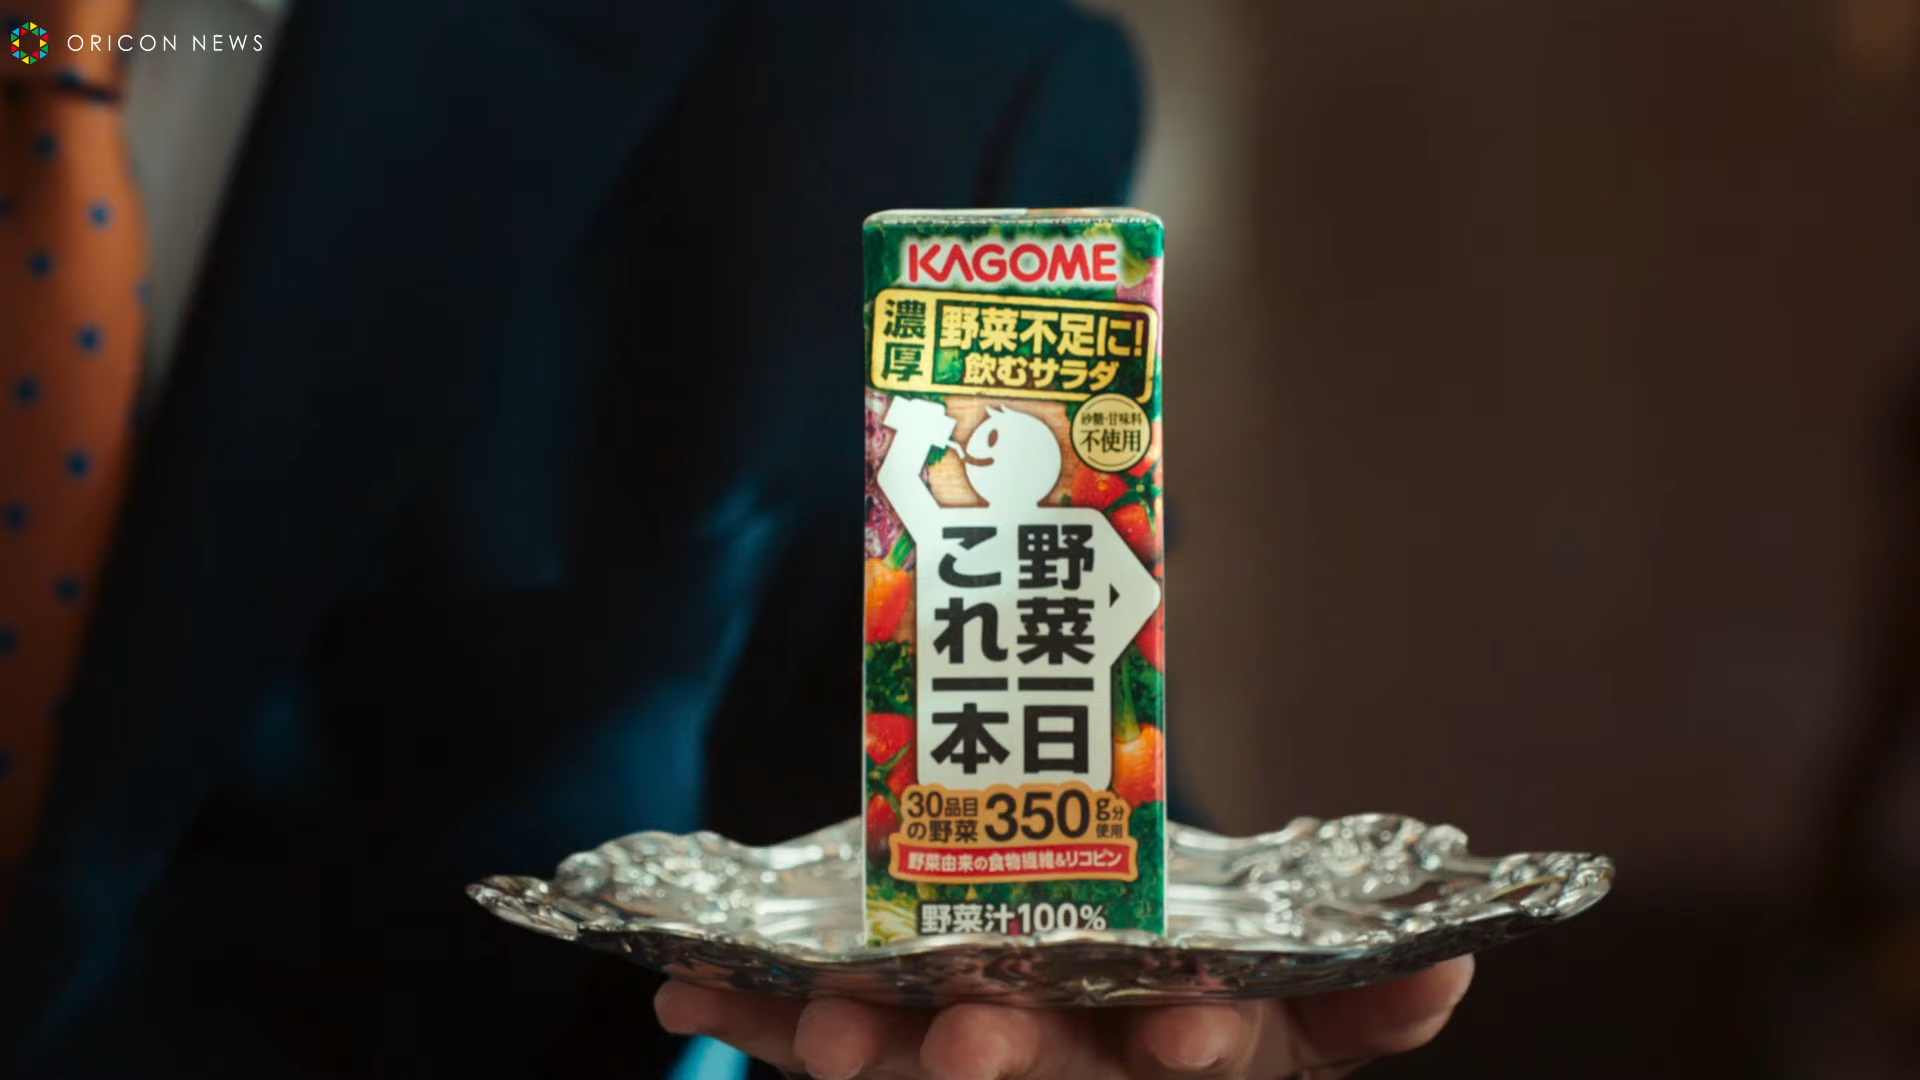 ORICON NEWS
KAGOME
濃厚
野菜不足に!
飲むサラダ
砂糖・甘味料
不使用
野菜一日
これ一本
30品目
の野菜
350g分
使用
野菜由来の食物繊維&リコピン
野菜汁100%